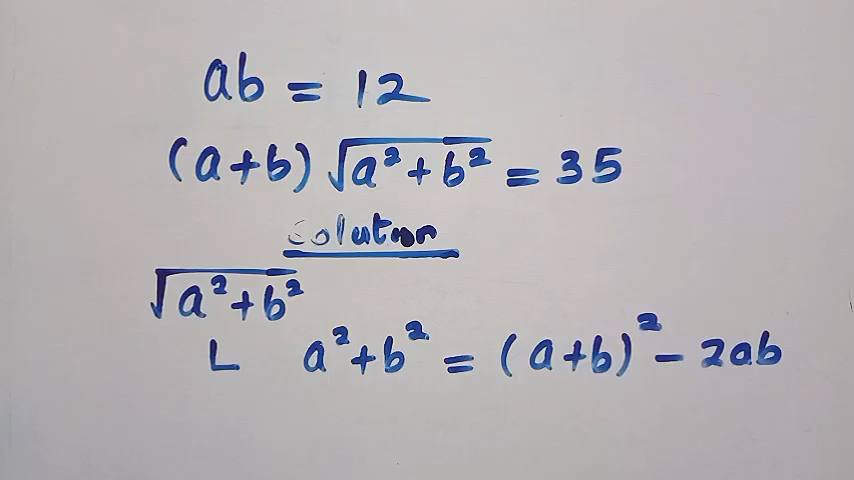 ab = 12
(a+b) √(a²+b²) = 35
Solution
√(a²+b²)
L a²+b² = (a+b)² - 2ab